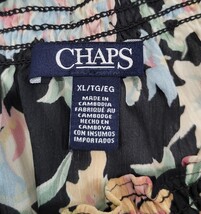 CHAPS
XL/TG/EG
MADE IN
CAMBODIA
FABRIQUÉ AU
CAMBODGE
HECHO EN
CAMBOYA
CON INSUMOS
IMPORTADOS